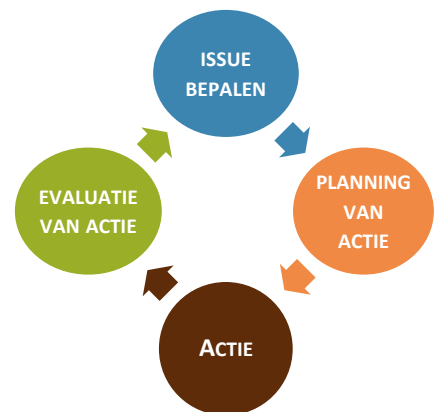 ISSUE
BEPALEN
PLANNING
VAN
ACTIE
ACTIE
EVALUATIE
VAN ACTIE